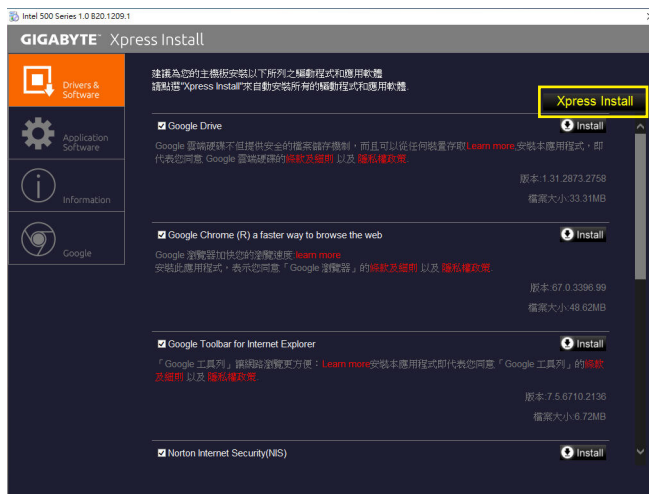 Intel 500 Series 1.0 B20.1209.1
GIGABYTE™ Xpress Install
Drivers &
Software
Application
Software
Information
Google
建議為您的主機板安裝以下所列之驅動程式和應用軟體
請點選"Xpress Install"來自動安裝所有的驅動程式和應用軟體.
Xpress Install
Google Drive
Install
Google 雲端硬碟不但提供安全的檔案儲存機制，而且可以從任何裝置存取Learn more,安裝本應用程式，即
代表您同意 Google 雲端硬碟的條款及細明 以及 隱私權政策.
版本:1.31.2873.2758
檔案大小:33.31MB
Google Chrome (R) a faster way to browse the web
Install
Google 瀏覽器加快您的瀏覽速度:learn more
安裝此應用程式，表示您同意「Google 瀏覽器」的條款及細明 以及 隱私權政策.
版本:67.0.3396.99
檔案大小:48.62MB
Google Toolbar for Internet Explorer
Install
「Google 工具列」讓網路瀏覽更方便：Learn more安裝本應用程式即代表您同意「Google 工具列」的條款
及細明 以及 隱私權政策.
版本:7.5.6710.2136
檔案大小:6.72MB
Norton Internet Security(NIS)
Install